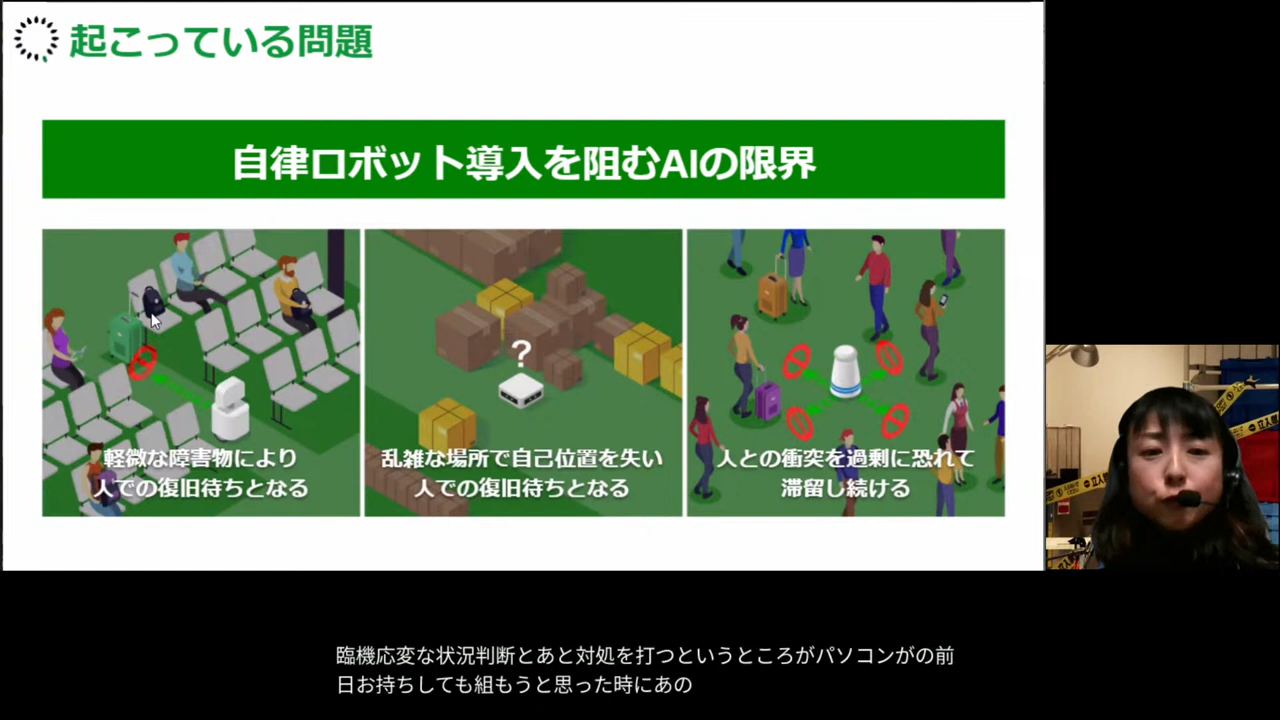 起こっている問題
自律ロボット導入を阻むAIの限界
軽微な障害物により
人での復旧待ちとなる
?
乱雑な場所で自己位置を失い
人での復旧待ちとなる
人との衝突を過剰に恐れて
滞留し続ける
臨機応変な状況判断とあと対処を打つというところがパソコンがの前
日お持ちしても組もうと思った時にあの